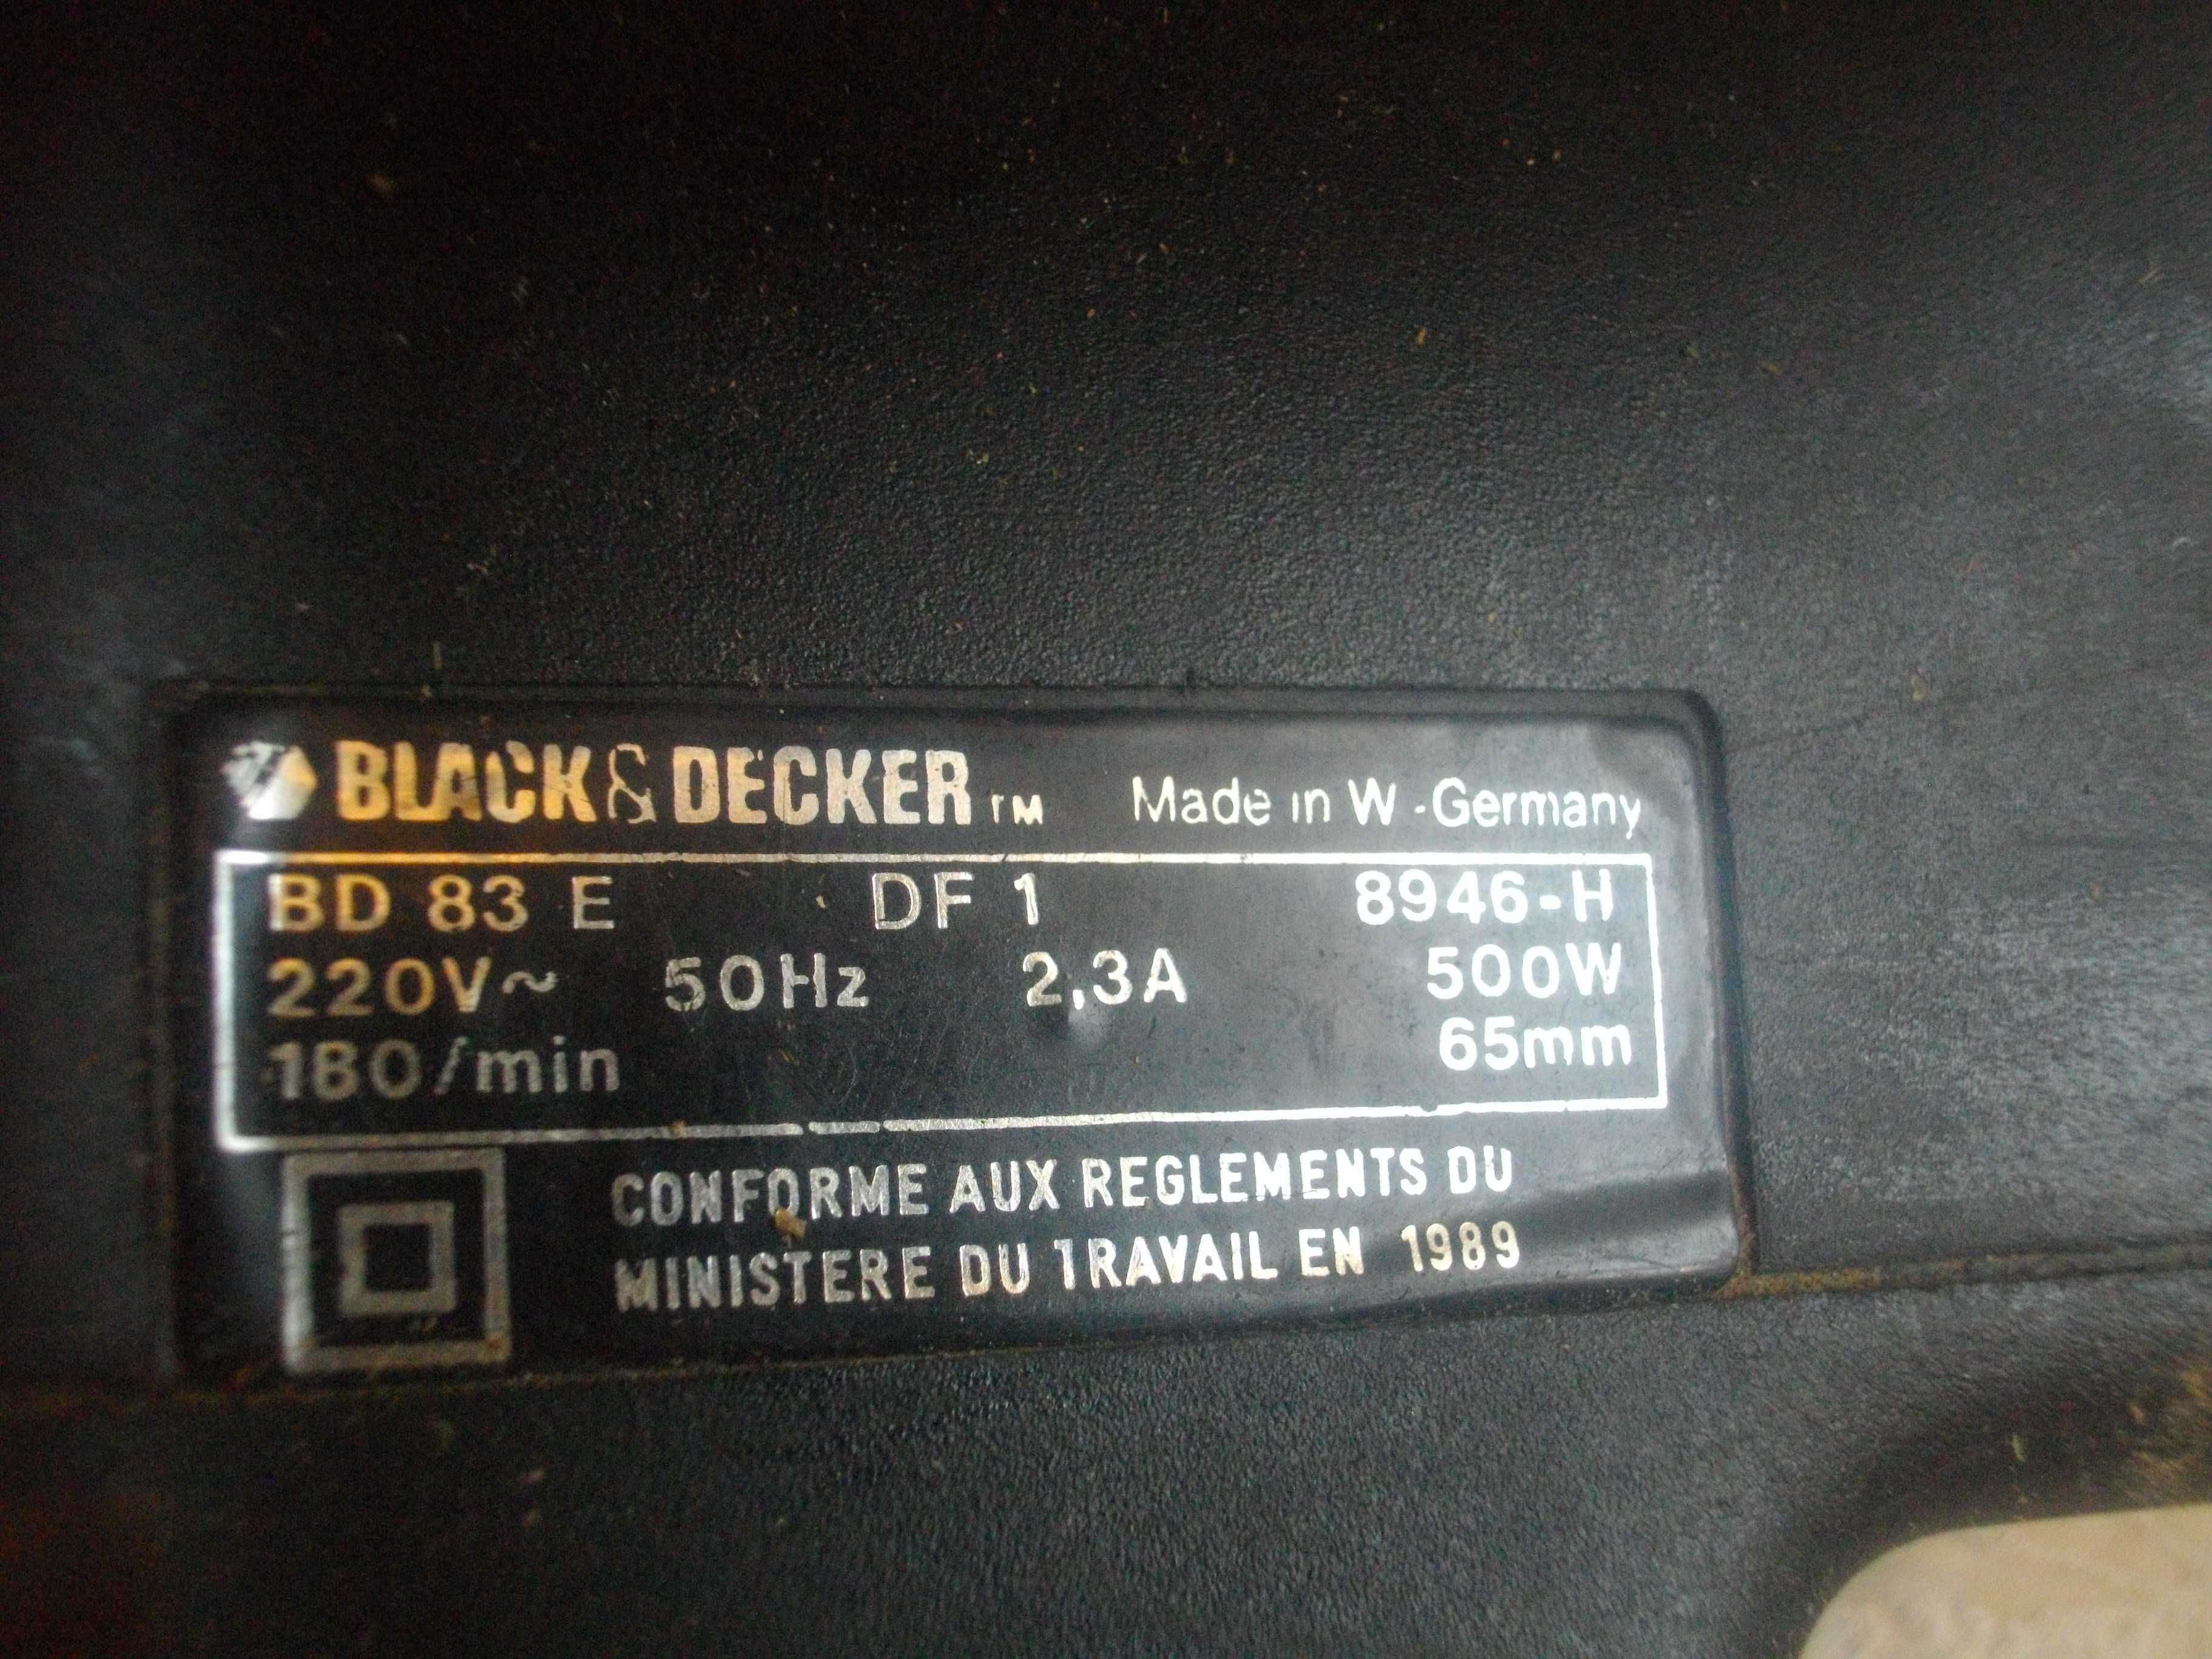 BLACK&DECKER TM Made in W-Germany
BD 83 E DF 1 8946-H
220V~ 50Hz 2,3A 500W
180/min 65mm
CONFORME AUX REGLEMENTS DU
MINISTERE DU TRAVAIL EN 1989